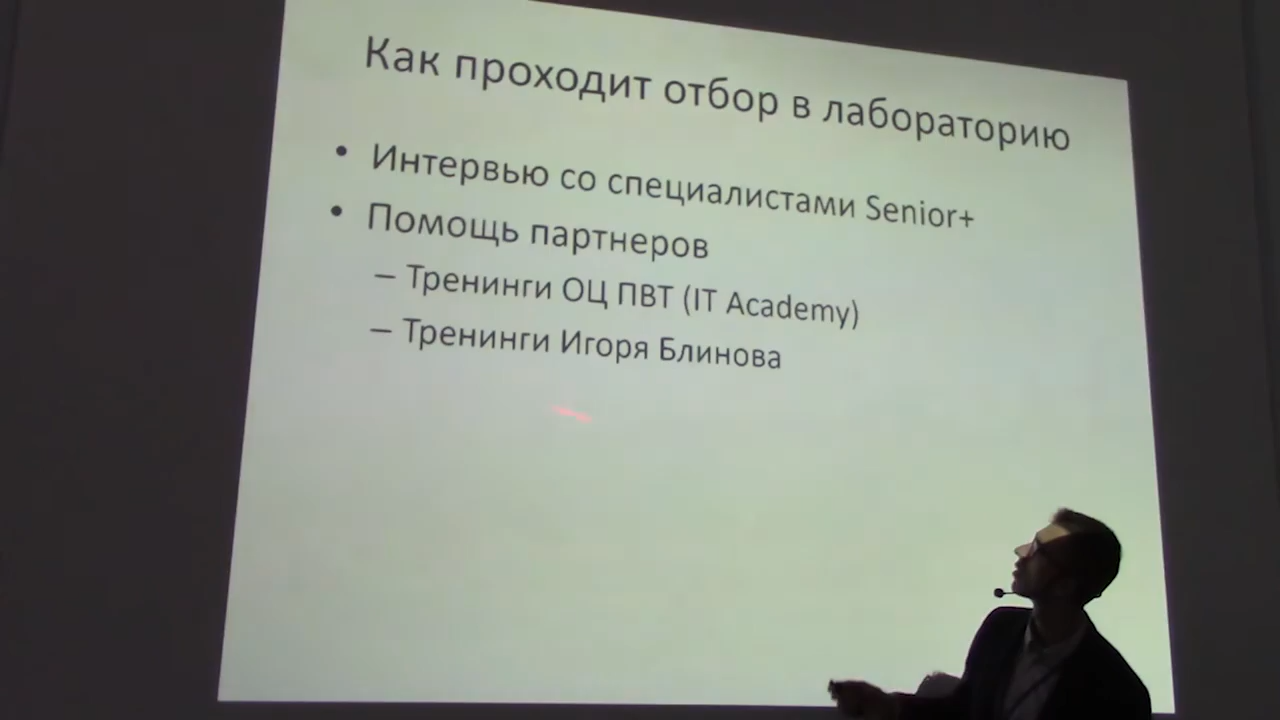 Как проходит отбор в лабораторию
• Интервью со специалистами Senior+
• Помощь партнеров
– Тренинги ОЦ ПВТ (IT Academy)
– Тренинги Игоря Блинова